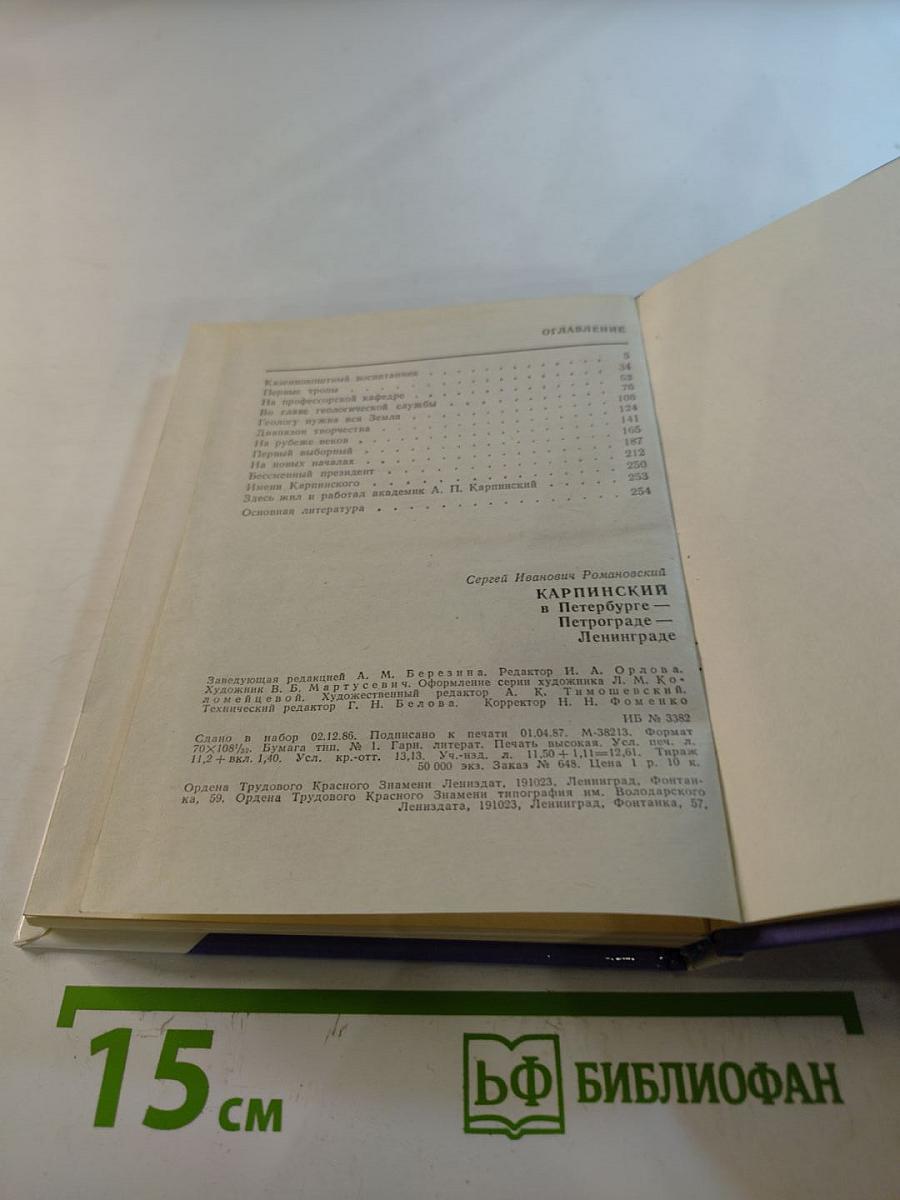 ОГЛАВЛЕНИЕ
Казеннокоштный воспитанник . . . . . . . . . . 5
Первые тропы . . . . . . . . . . 34
На профессорской кафедре . . . . . . . . . . 52
Во главе геологической службы . . . . . . . . . . 76
Геологу нужна вся Земля . . . . . . . . . . 106
Диапазон творчества . . . . . . . . . . 124
На рубеже веков . . . . . . . . . . 141
Первый выборный . . . . . . . . . . 165
На новых началах . . . . . . . . . . 187
Бессменный президент . . . . . . . . . . 212
Имени Карпинского . . . . . . . . . . 250
Здесь жил и работал академик А. П. Карпинский . . . . . 253
Основная литература . . . . . . . . . . 254
Сергей Иванович Романовский
КАРПИНСКИЙ
в Петербурге —
Петрограде —
Ленинграде
Заведующая редакцией А. М. Березина. Редактор И. А. Орлова.
Художник В. Б. Мартусевич. Оформление серии художника Л. М. Ко-
ломейцевой. Художественный редактор А. К. Тимошевский.
Технический редактор Г. Н. Белова. Корректор Н. Н. Фоменко
ИБ № 3382
Сдано в набор 02.12.86. Подписано к печати 01.04.87. М-38213. Формат
70×108¹/₃₂. Бумага тип. № 1. Гарн. литерат. Печать высокая. Усл. печ. л.
11,2+вкл. 1,40. Усл. кр.-отт. 13,13. Уч.-изд. л. 11,50+1,11=12,61. Тираж
50 000 экз. Заказ № 648. Цена 1 р. 10 к.
Ордена Трудового Красного Знамени Лениздат, 191023, Ленинград, Фонтан-
ка, 59. Ордена Трудового Красного Знамени типография им. Володарского
Лениздата, 191023, Ленинград, Фонтанка, 57.
15 см
БФ БИБЛИОФАН